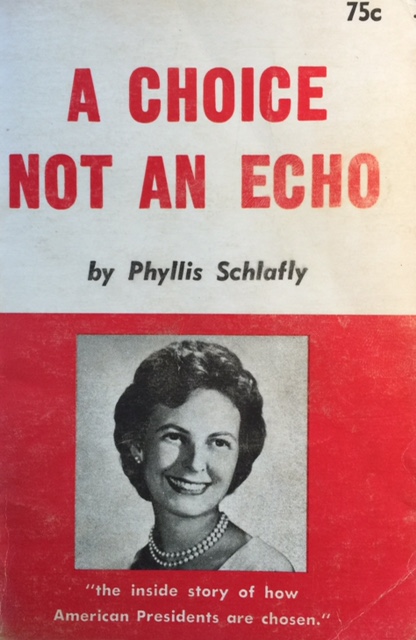 75c
A CHOICE
NOT AN ECHO
by Phyllis Schlafly
"the inside story of how
American Presidents are chosen."